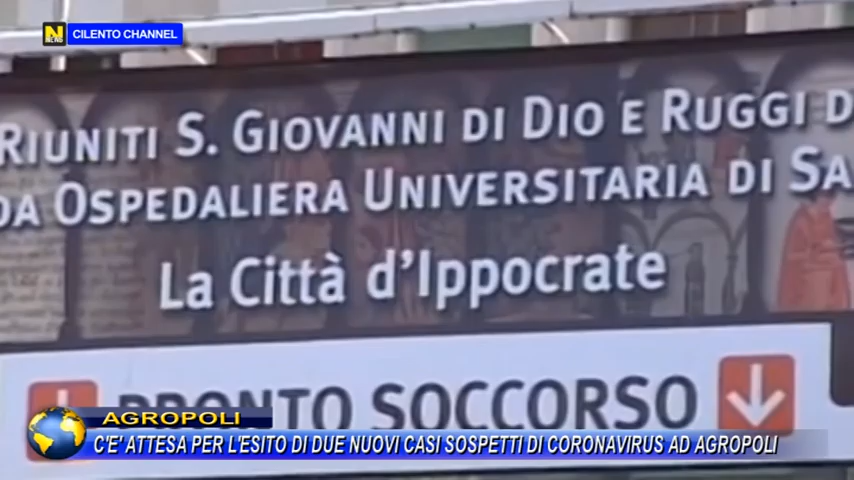 CILENTO CHANNEL
RIUNITI S. GIOVANNI DI DIO E RUGGI D
DA OSPEDALIERA UNIVERSITARIA DI SA
La Città d'Ippocrate
PRONTO SOCCORSO
AGROPOLI
C'E' ATTESA PER L'ESITO DI DUE NUOVI CASI SOSPETTI DI CORONAVIRUS AD AGROPOLI